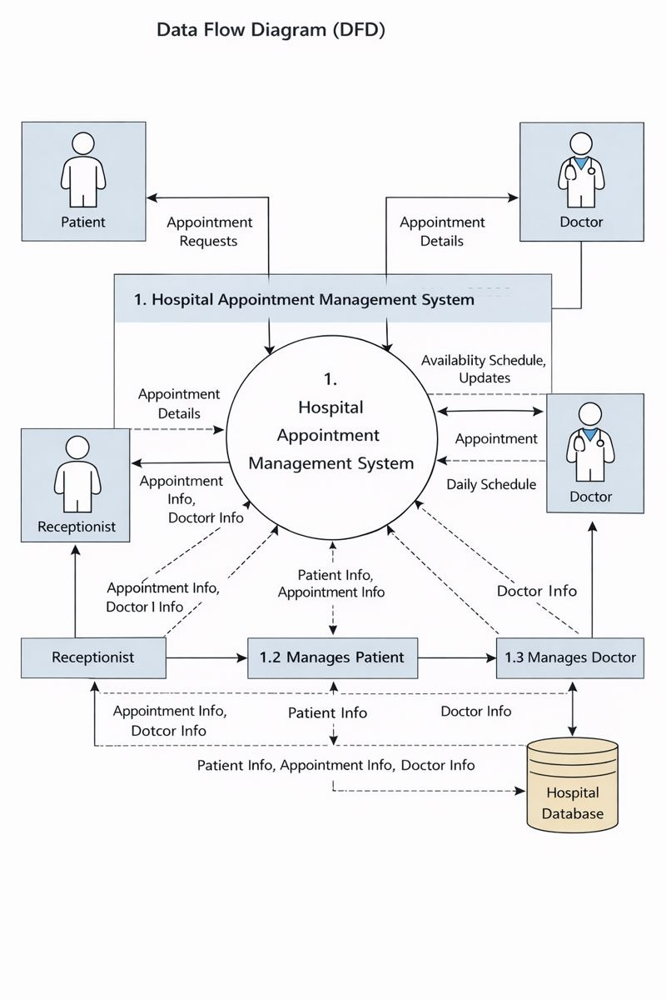 Data Flow Diagram (DFD)
Patient
Appointment
Requests
Appointment
Details
Doctor
1. Hospital Appointment Management System
Appointment
Details
1.
Hospital
Appointment
Management System
Availablity Schedule,
Updates
Appointment
Daily Schedule
Doctor
Receptionist
Appointment
Info,
Doctorł Info
Appointment Info,
Doctor l Info
Patient Info,
Appointment Info
Doctor Info
Receptionist
1.2 Manages Patient
1.3 Manages Doctor
Appointment Info,
Dotcor Info
Patient Info
Doctor Info
Patient Info, Appointment Info, Doctor Info
Hospital
Database